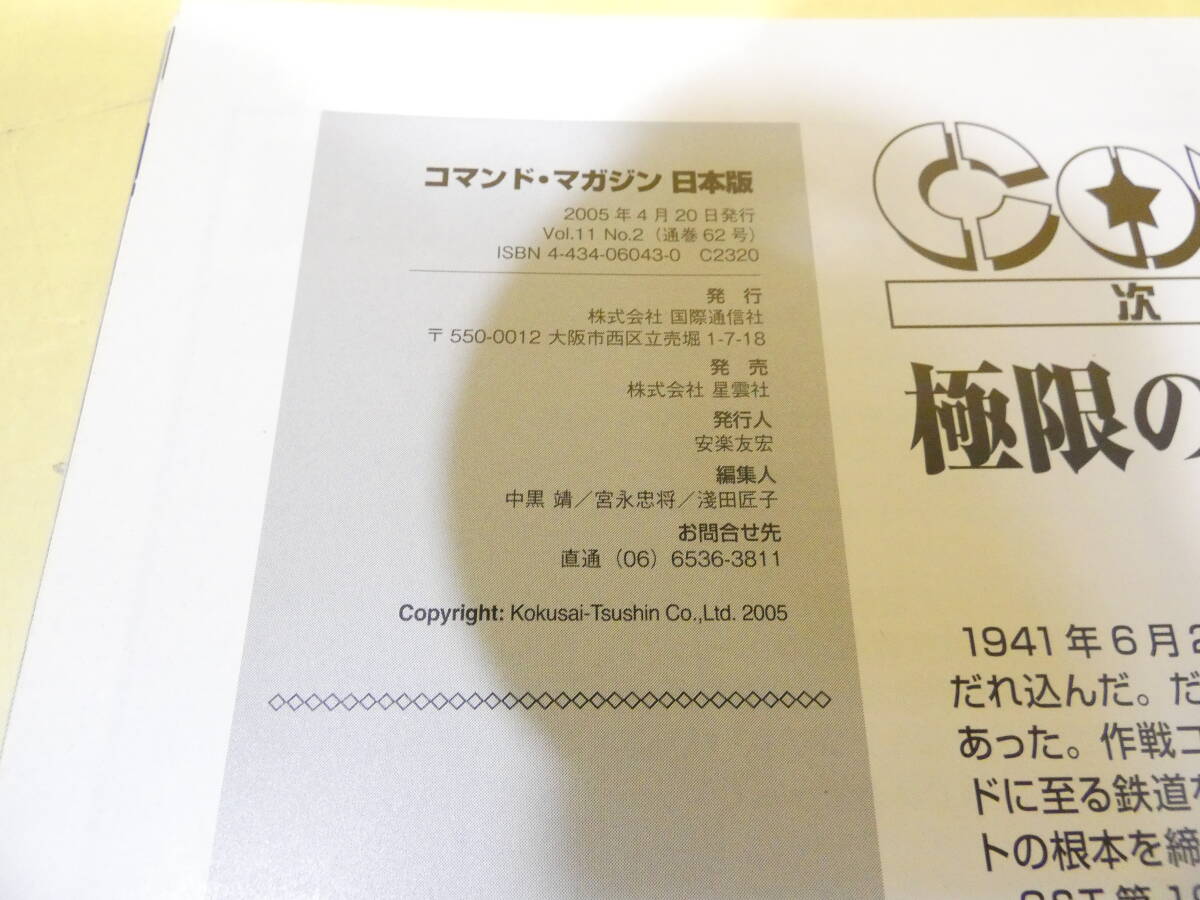 コマンド・マガジン 日本版
2005年4月20日発行
Vol.11 No.2（通巻62号）
ISBN 4-434-06043-0 C2320
発 行
株式会社 国際通信社
〒550-0012 大阪市西区立売堀1-7-18
発 売
株式会社 星雲社
発行人
安楽友宏
編集人
中黒 靖／宮永忠将／淺田匠子
お問合せ先
直通（06）6536-3811
Copyright: Kokusai-Tsushin Co.,Ltd. 2005
Co
次
極限の
1941年6月2
だれ込んだ。だ
あった。作戦コ
ドに至る鉄道を
トの根本を締